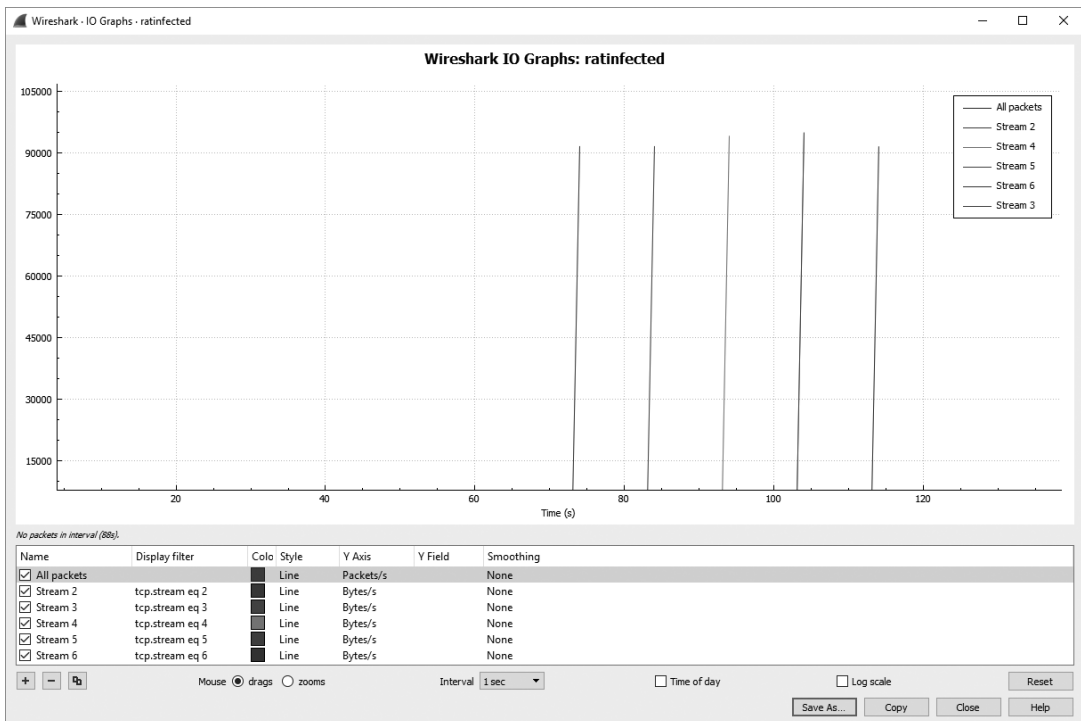 Wireshark · IO Graphs · ratinfected
Wireshark IO Graphs: ratinfected
105000
90000
75000
60000
45000
30000
15000
All packets
Stream 2
Stream 4
Stream 5
Stream 6
Stream 3
20 40 60 80 100 120
Time (s)
No packets in interval (88s).
Name Display filter Colo Style Y Axis Y Field Smoothing
All packets Line Packets/s None
Stream 2 tcp.stream eq 2 Line Bytes/s None
Stream 3 tcp.stream eq 3 Line Bytes/s None
Stream 4 tcp.stream eq 4 Line Bytes/s None
Stream 5 tcp.stream eq 5 Line Bytes/s None
Stream 6 tcp.stream eq 6 Line Bytes/s None
+ − Mouse drags zooms Interval 1 sec Time of day Log scale Reset
Save As... Copy Close Help